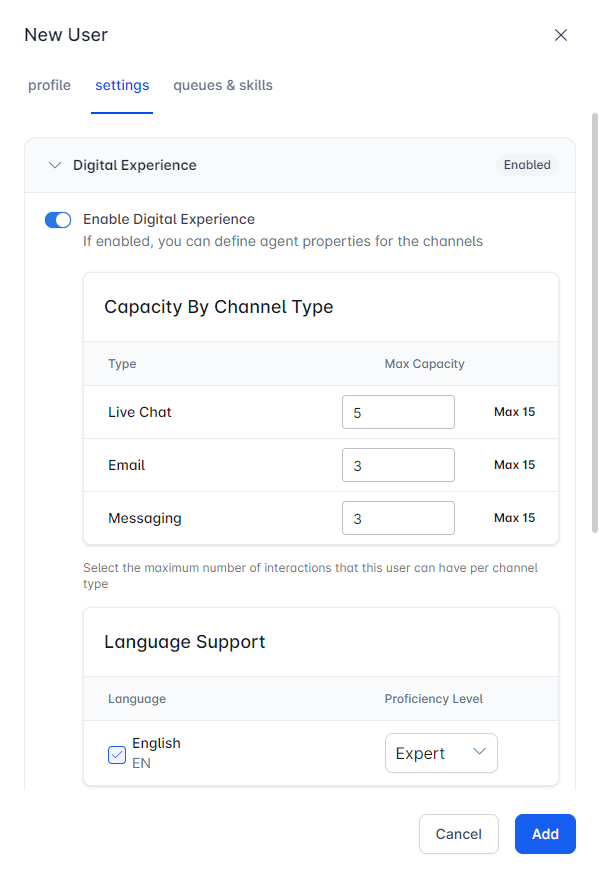 New User
profile settings queues & skills
Digital Experience Enabled
Enable Digital Experience
If enabled, you can define agent properties for the channels
Capacity By Channel Type
Type Max Capacity
Live Chat 5 Max 15
Email 3 Max 15
Messaging 3 Max 15
Select the maximum number of interactions that this user can have per channel
type
Language Support
Language Proficiency Level
English
EN
Expert
Cancel Add